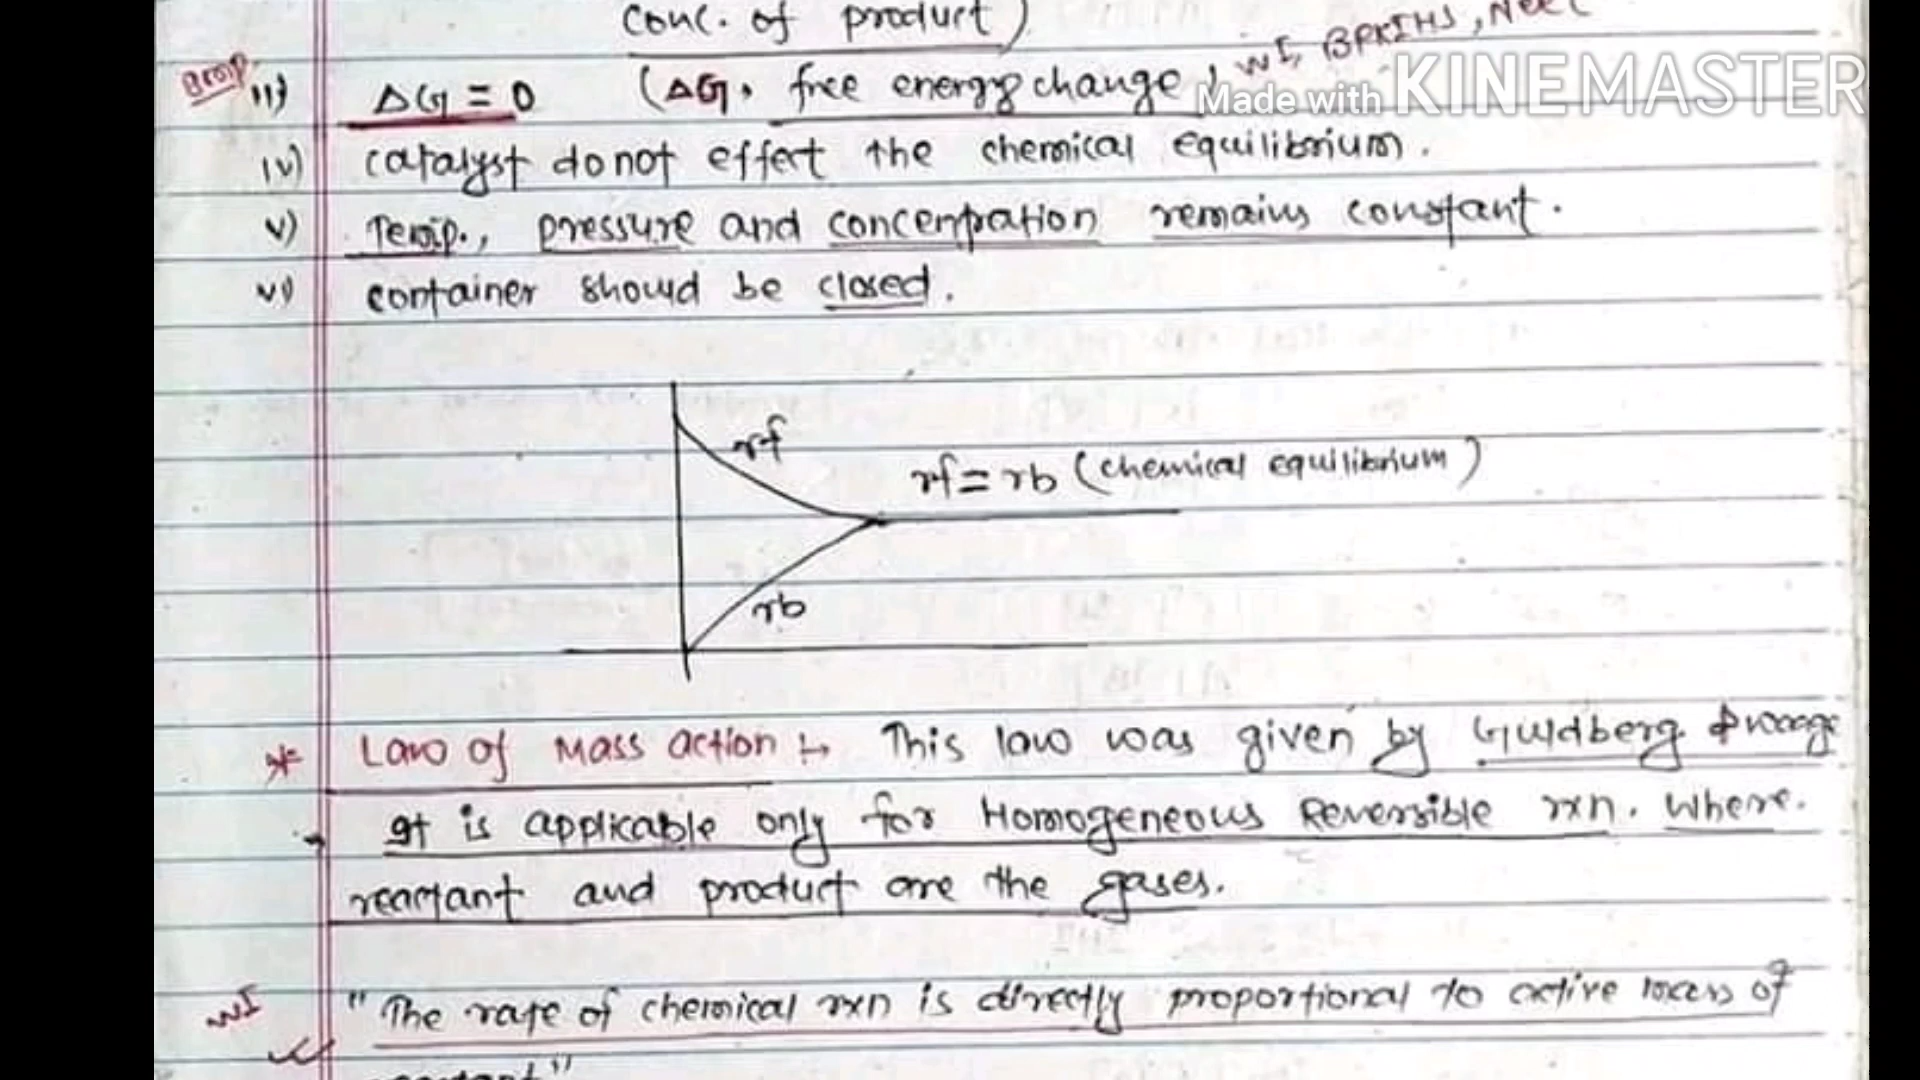 conc. of product)
iii) ΔG = 0 (ΔG, free energy change) WI, BPKIHS,
Made with KINEMASTER
iv) catalyst do not effect the chemical equilibrium.
v) Temp., pressure and concentration remains constant.
vi) container should be closed.
rf
rf = rb (chemical equilibrium)
rb
* Law of Mass action :→ This law was given by Guldberg & waage
→ It is applicable only for Homogeneous Reversible rxn. where.
reactant and product are the gases.
"The rate of chemical rxn is directly proportional to active mass of